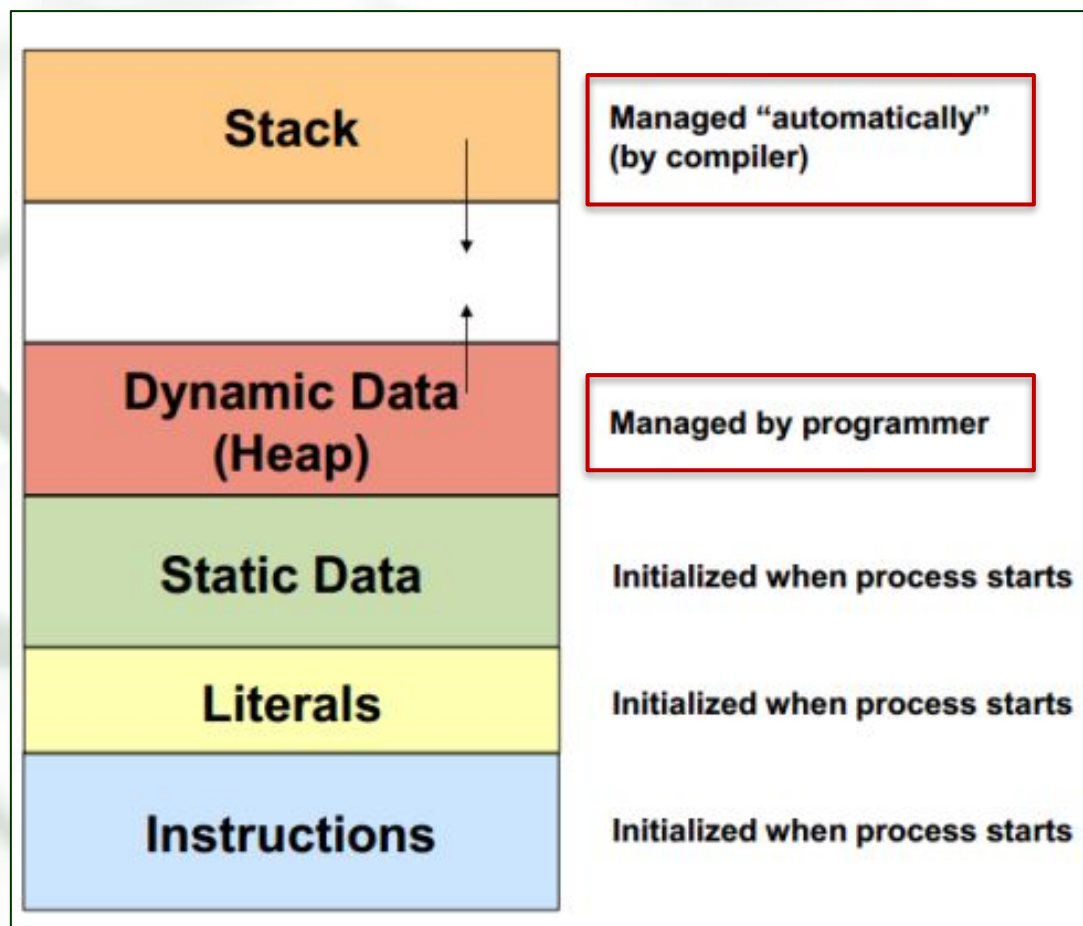 Stack
Managed “automatically”
(by compiler)
Dynamic Data
(Heap)
Managed by programmer
Static Data
Initialized when process starts
Literals
Initialized when process starts
Instructions
Initialized when process starts